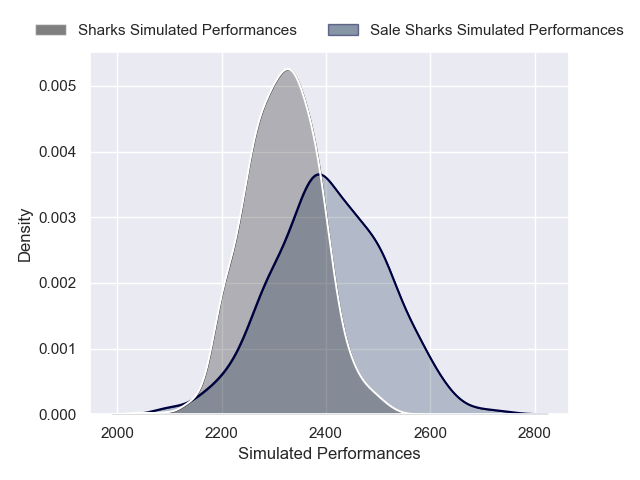 Sharks Simulated Performances
Sale Sharks Simulated Performances
Density
0.005
0.004
0.003
0.002
0.001
0.000
2000 2200 2400 2600 2800
Simulated Performances